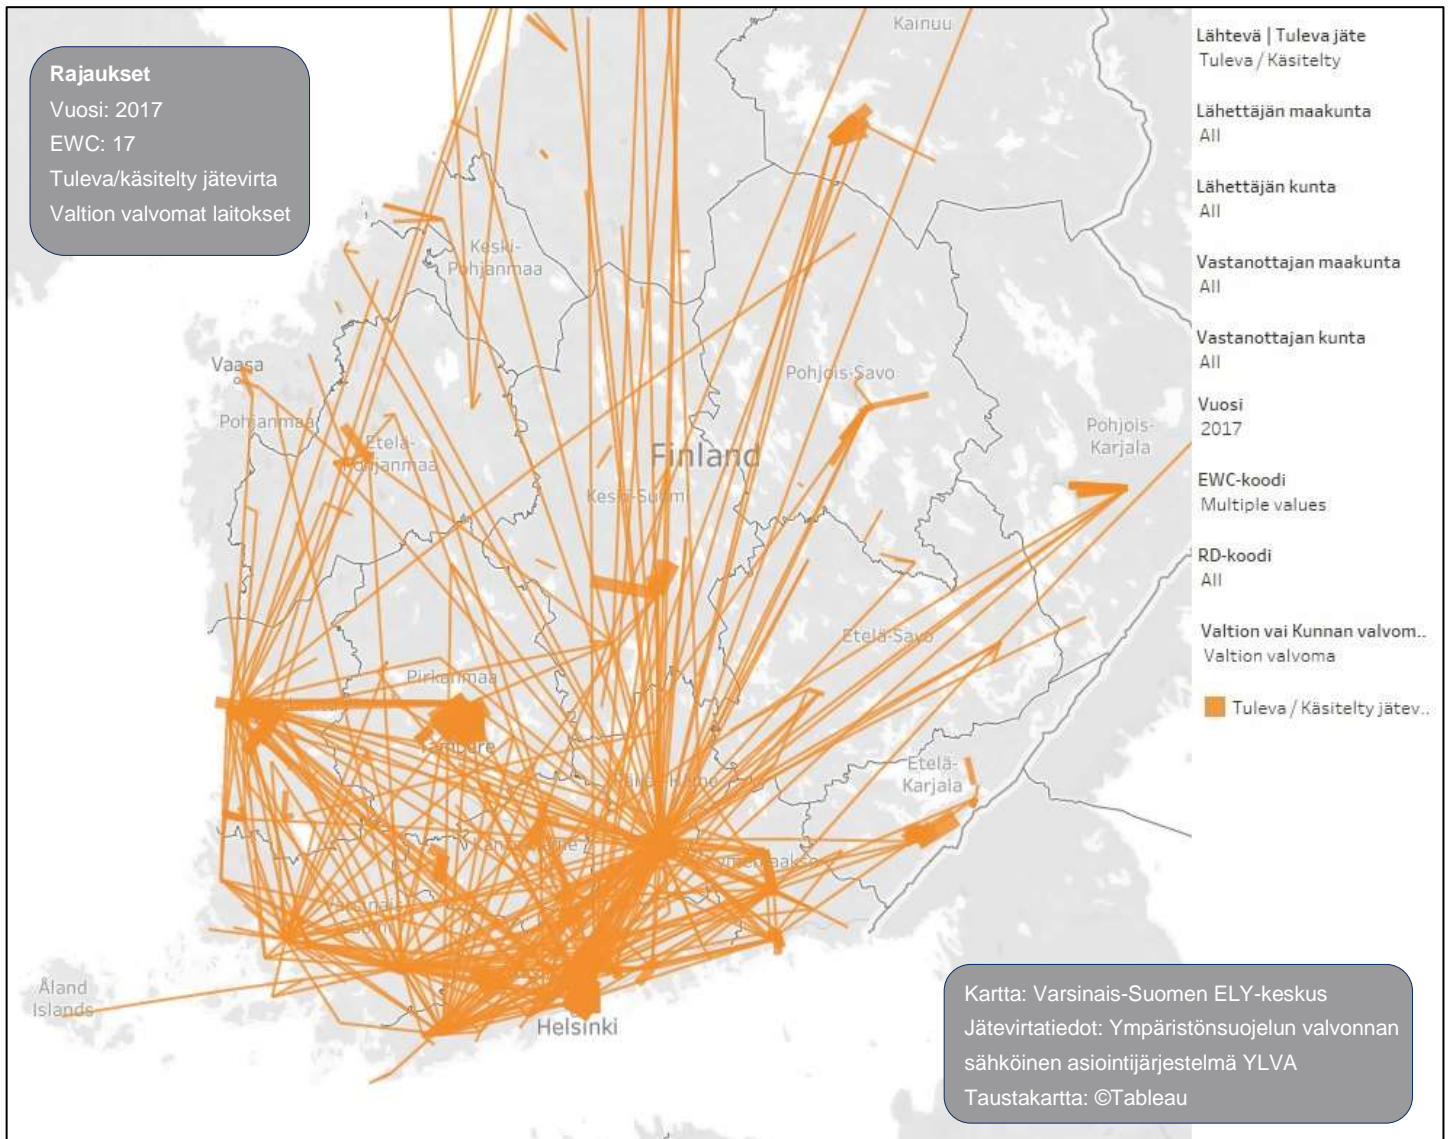 Rajaukset
Vuosi: 2017
EWC: 17
Tuleva/käsitelty jätevirta
Valtion valvomat laitokset
Kainuu
Keski-
Pohjanmaa
Vaasa
Pohjanmaa
Etelä-
Pohjanmaa
Finland
Keski-Suomi
Pohjois-Savo
Pohjois-
Karjala
Etelä-Savo
Pirkanmaa
Tampere
Etelä-
Karjala
Åland
Islands
Helsinki
Lähtevä | Tuleva jäte
Tuleva / Käsitelty
Lähettäjän maakunta
All
Lähettäjän kunta
All
Vastanottajan maakunta
All
Vastanottajan kunta
All
Vuosi
2017
EWC-koodi
Multiple values
RD-koodi
All
Valtion vai Kunnan valvom..
Valtion valvoma
Tuleva / Käsitelty jätev..
Kartta: Varsinais-Suomen ELY-keskus
Jätevirtatiedot: Ympäristönsuojelun valvonnan
sähköinen asiointijärjestelmä YLVA
Taustakartta: ©Tableau